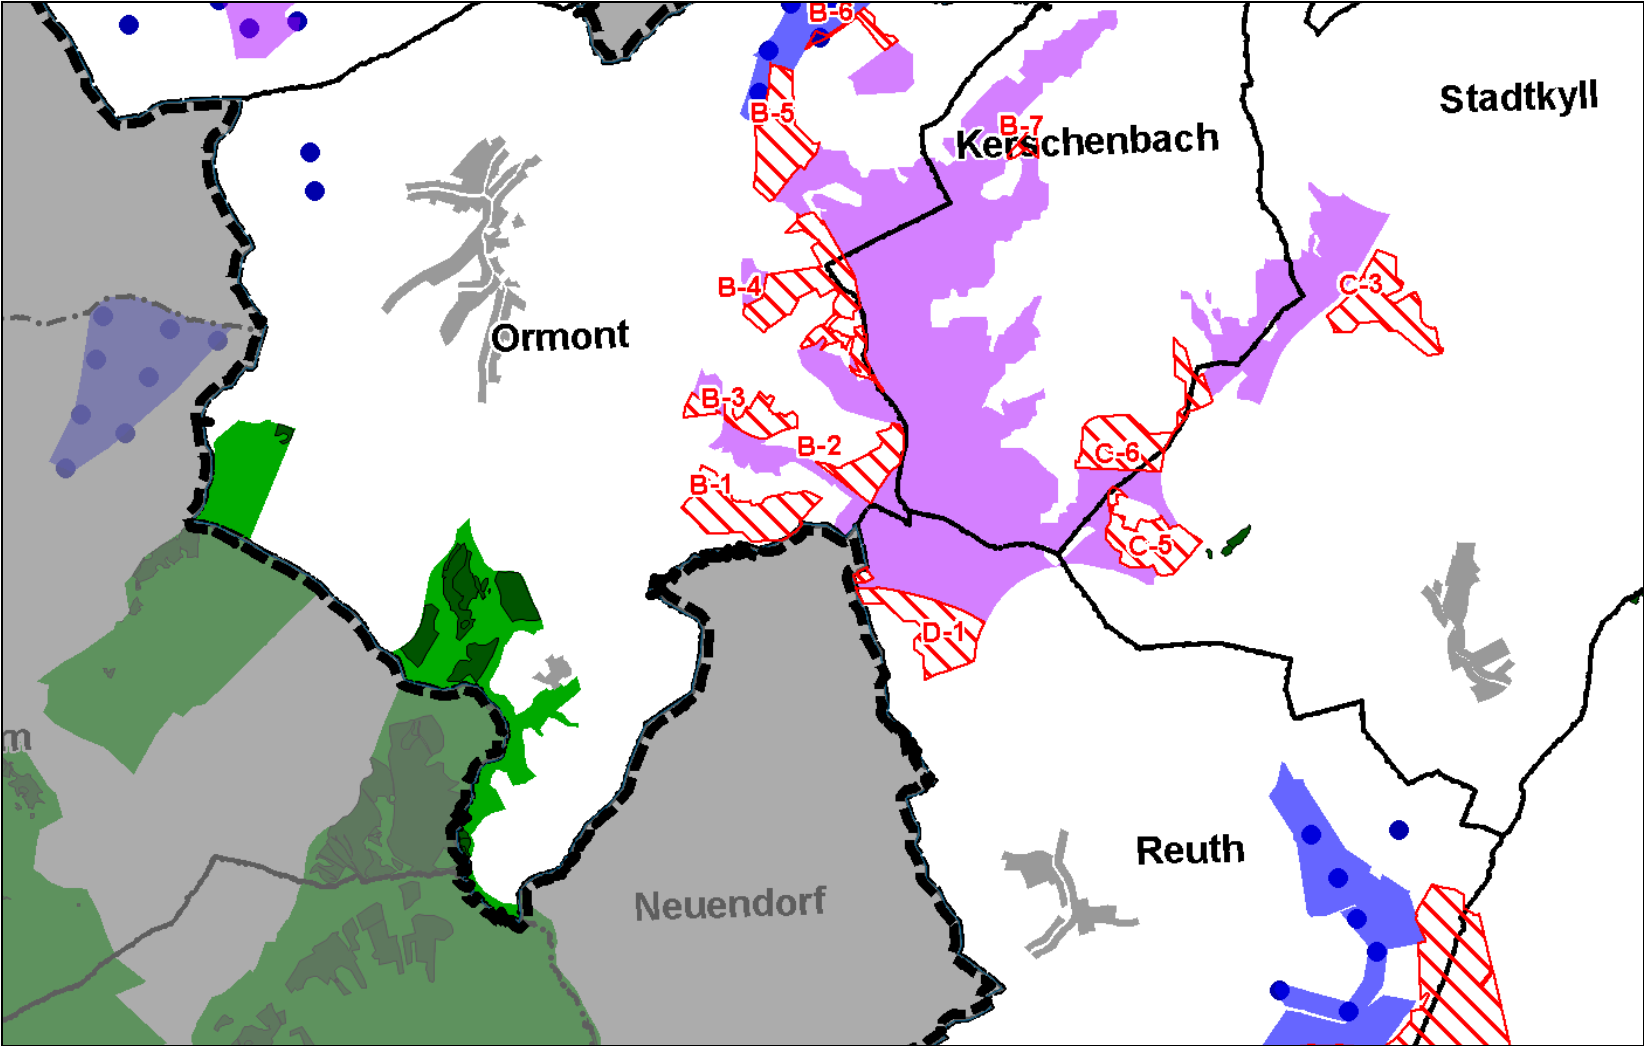 B-6
Stadtkyll
B-5
B-7
Kerschenbach
B-4
C-3
Ormont
B-3
B-2
C-6
B-1
C-5
D-1
m
Reuth
Neuendorf